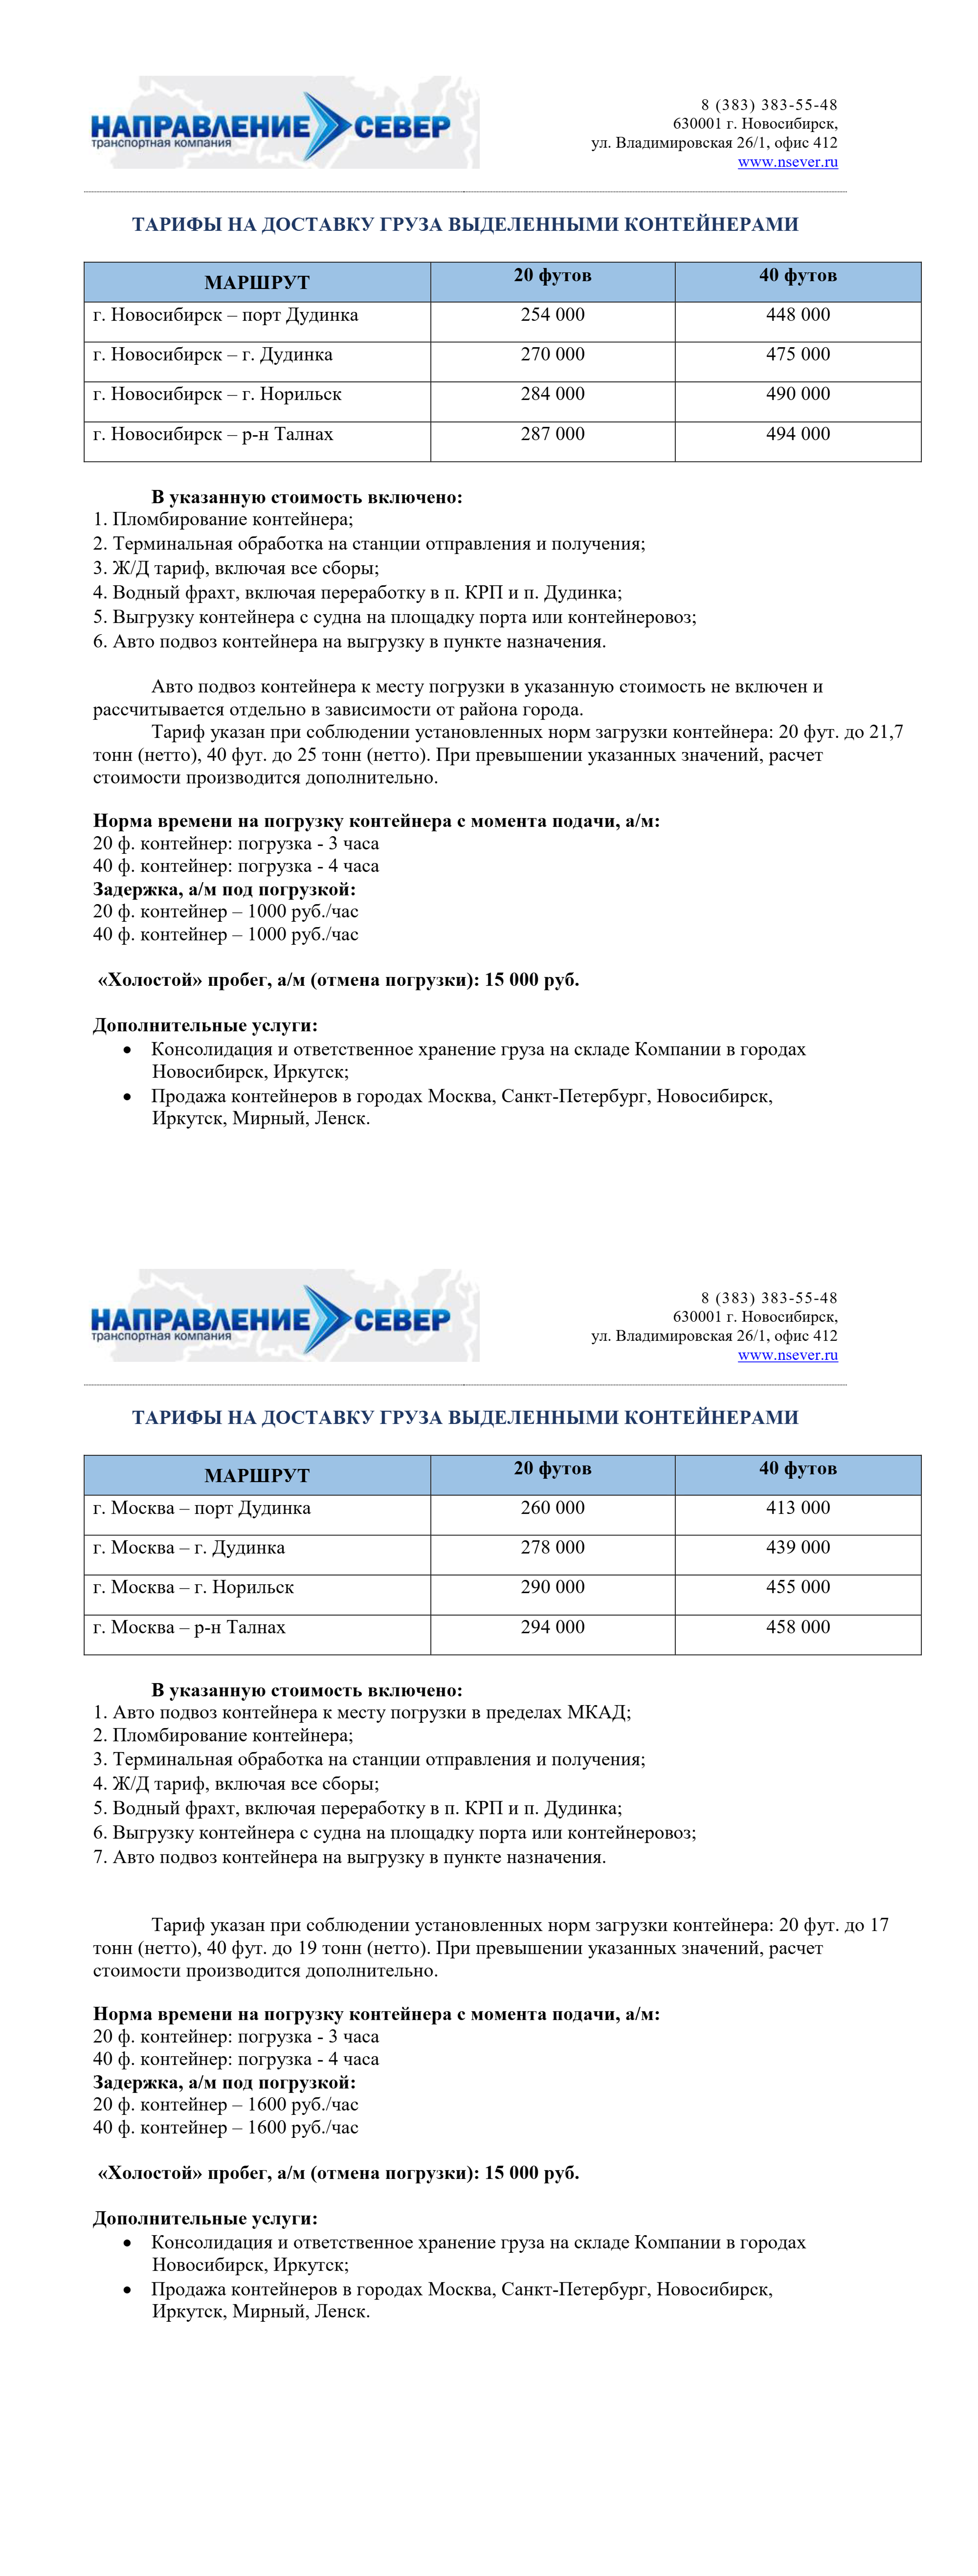 НАПРАВЛЕНИЕ СЕВЕР
транспортная компания
8 (383) 383-55-48
630001 г. Новосибирск,
ул. Владимировская 26/1, офис 412
www.nsever.ru
ТАРИФЫ НА ДОСТАВКУ ГРУЗА ВЫДЕЛЕННЫМИ КОНТЕЙНЕРАМИ
МАРШРУТ 20 футов 40 футов
г. Новосибирск – порт Дудинка 254 000 448 000
г. Новосибирск – г. Дудинка 270 000 475 000
г. Новосибирск – г. Норильск 284 000 490 000
г. Новосибирск – р-н Талнах 287 000 494 000
В указанную стоимость включено:
1. Пломбирование контейнера;
2. Терминальная обработка на станции отправления и получения;
3. Ж/Д тариф, включая все сборы;
4. Водный фрахт, включая переработку в п. КРП и п. Дудинка;
5. Выгрузку контейнера с судна на площадку порта или контейнеровоз;
6. Авто подвоз контейнера на выгрузку в пункте назначения.
Авто подвоз контейнера к месту погрузки в указанную стоимость не включен и
рассчитывается отдельно в зависимости от района города.
Тариф указан при соблюдении установленных норм загрузки контейнера: 20 фут. до 21,7
тонн (нетто), 40 фут. до 25 тонн (нетто). При превышении указанных значений, расчет
стоимости производится дополнительно.
Норма времени на погрузку контейнера с момента подачи, а/м:
20 ф. контейнер: погрузка - 3 часа
40 ф. контейнер: погрузка - 4 часа
Задержка, а/м под погрузкой:
20 ф. контейнер – 1000 руб./час
40 ф. контейнер – 1000 руб./час
«Холостой» пробег, а/м (отмена погрузки): 15 000 руб.
Дополнительные услуги:
• Консолидация и ответственное хранение груза на складе Компании в городах
Новосибирск, Иркутск;
• Продажа контейнеров в городах Москва, Санкт-Петербург, Новосибирск,
Иркутск, Мирный, Ленск.
НАПРАВЛЕНИЕ СЕВЕР
транспортная компания
8 (383) 383-55-48
630001 г. Новосибирск,
ул. Владимировская 26/1, офис 412
www.nsever.ru
ТАРИФЫ НА ДОСТАВКУ ГРУЗА ВЫДЕЛЕННЫМИ КОНТЕЙНЕРАМИ
МАРШРУТ 20 футов 40 футов
г. Москва – порт Дудинка 260 000 413 000
г. Москва – г. Дудинка 278 000 439 000
г. Москва – г. Норильск 290 000 455 000
г. Москва – р-н Талнах 294 000 458 000
В указанную стоимость включено:
1. Авто подвоз контейнера к месту погрузки в пределах МКАД;
2. Пломбирование контейнера;
3. Терминальная обработка на станции отправления и получения;
4. Ж/Д тариф, включая все сборы;
5. Водный фрахт, включая переработку в п. КРП и п. Дудинка;
6. Выгрузку контейнера с судна на площадку порта или контейнеровоз;
7. Авто подвоз контейнера на выгрузку в пункте назначения.
Тариф указан при соблюдении установленных норм загрузки контейнера: 20 фут. до 17
тонн (нетто), 40 фут. до 19 тонн (нетто). При превышении указанных значений, расчет
стоимости производится дополнительно.
Норма времени на погрузку контейнера с момента подачи, а/м:
20 ф. контейнер: погрузка - 3 часа
40 ф. контейнер: погрузка - 4 часа
Задержка, а/м под погрузкой:
20 ф. контейнер – 1600 руб./час
40 ф. контейнер – 1600 руб./час
«Холостой» пробег, а/м (отмена погрузки): 15 000 руб.
Дополнительные услуги:
• Консолидация и ответственное хранение груза на складе Компании в городах
Новосибирск, Иркутск;
• Продажа контейнеров в городах Москва, Санкт-Петербург, Новосибирск,
Иркутск, Мирный, Ленск.